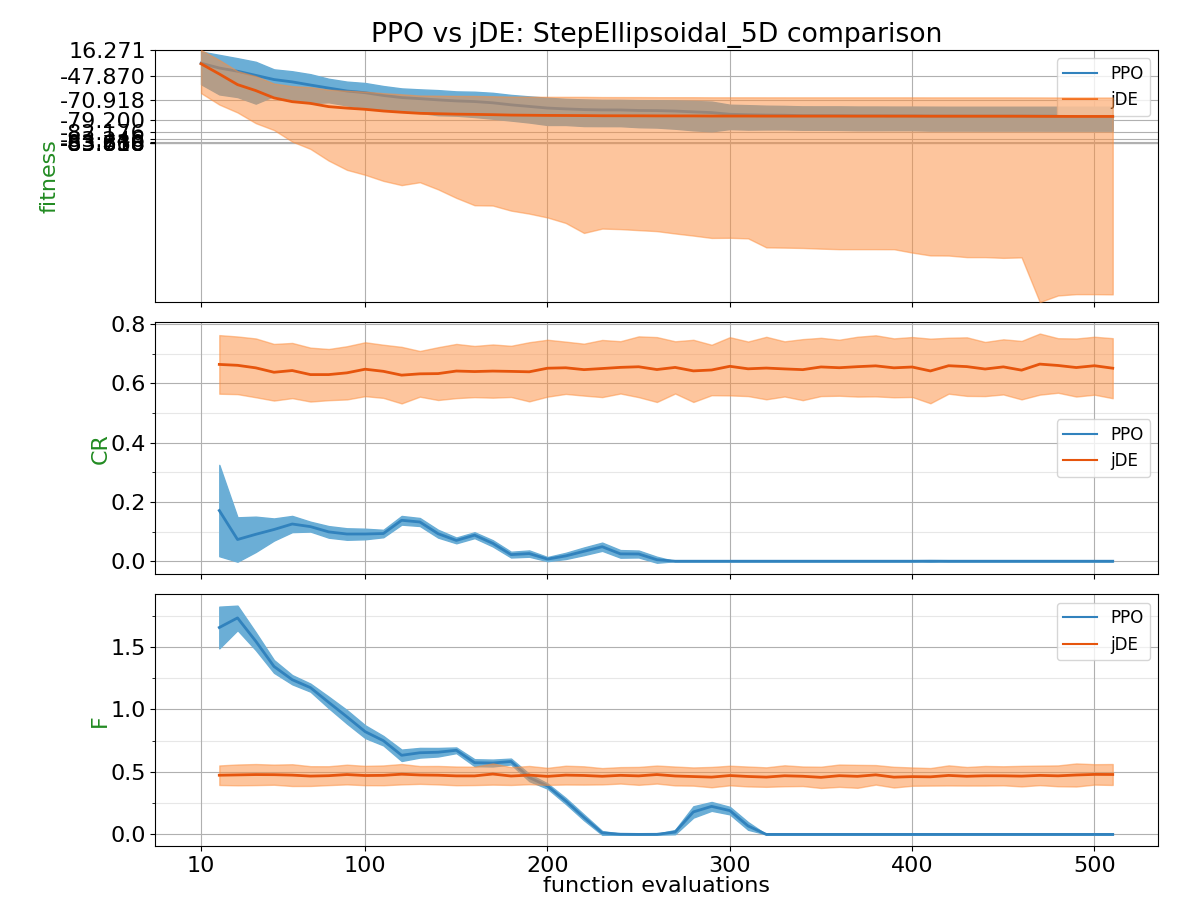 PPO vs jDE: StepEllipsoidal_5D comparison
16.271
-47.870
-70.918
-79.200
fitness
PPO
jDE
0.8
0.6
0.4
0.2
0.0
CR
PPO
jDE
1.5
1.0
0.5
0.0
F
PPO
jDE
10 100 200 300 400 500
function evaluations